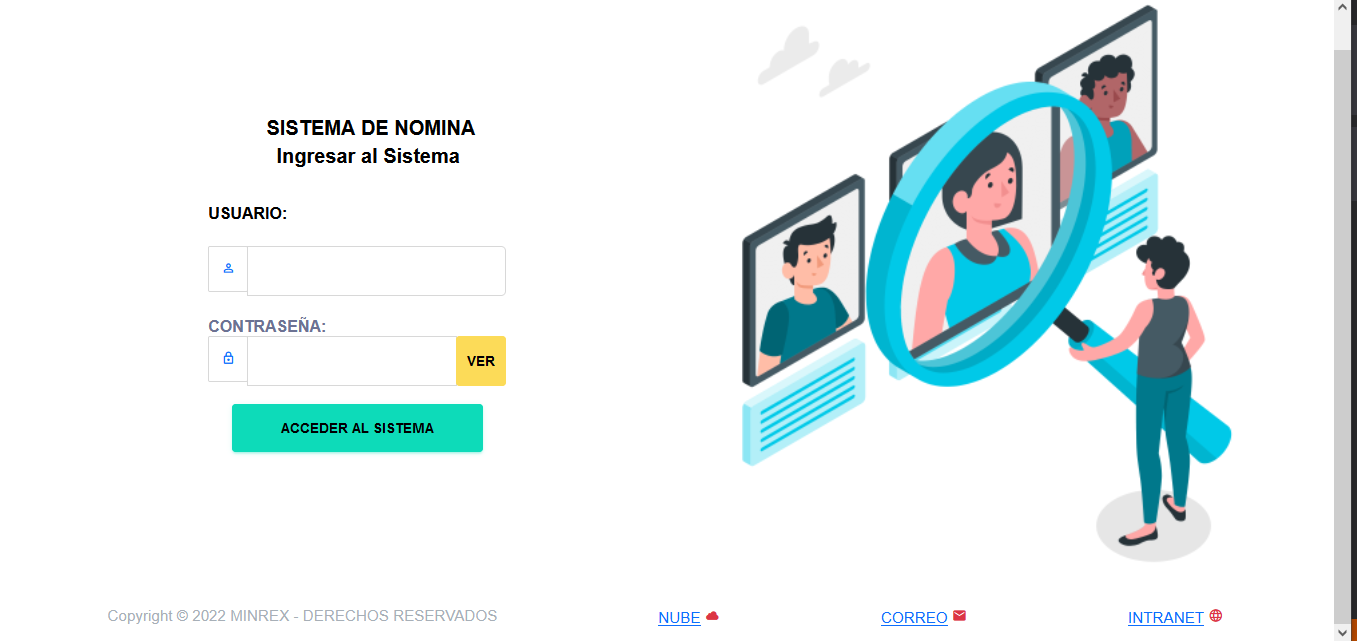 SISTEMA DE NOMINA
Ingresar al Sistema
USUARIO:
CONTRASEÑA:
VER
ACCEDER AL SISTEMA
Copyright © 2022 MINREX - DERECHOS RESERVADOS
NUBE
CORREO
INTRANET